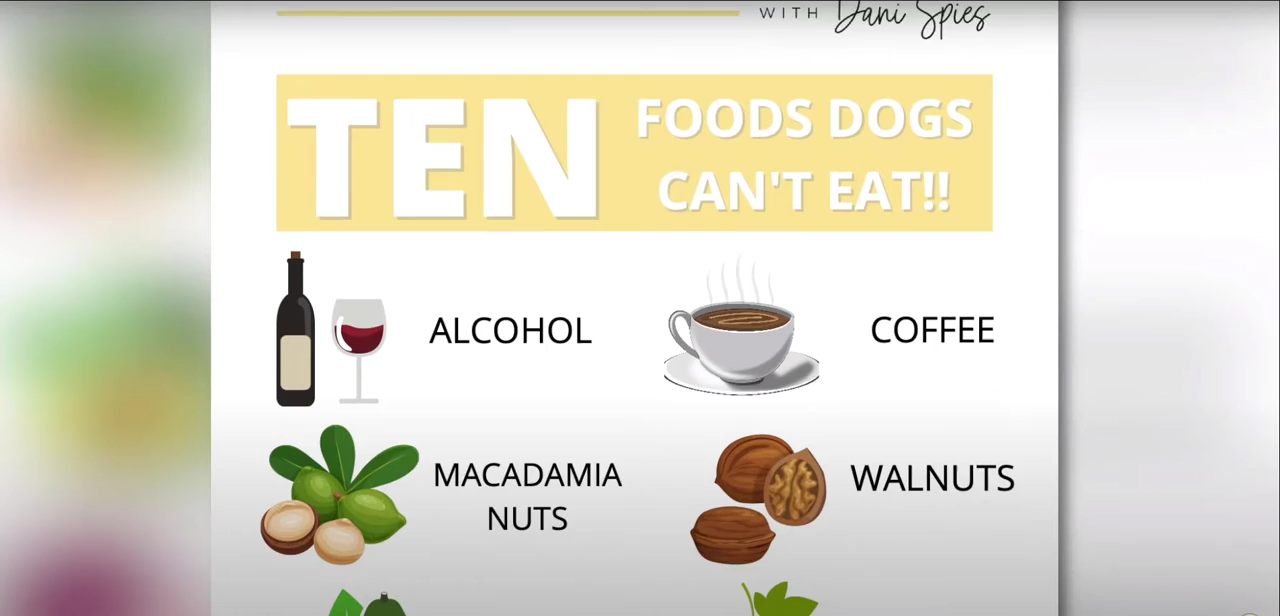 WITH Dani Spies
TEN
FOODS DOGS
CAN'T EAT!!
ALCOHOL
COFFEE
MACADAMIA
NUTS
WALNUTS